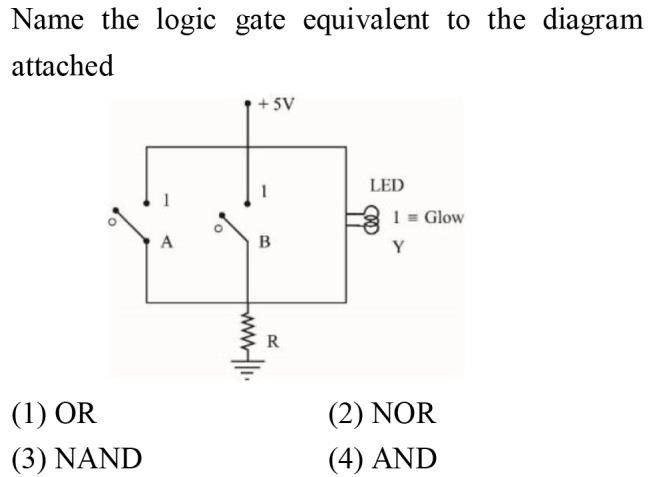 Name the logic gate equivalent to the diagram
attached
+ 5V
LED
1
1
1 ≡ Glow
O
O
A
B
Y
R
(1) OR
(2) NOR
(3) NAND
(4) AND